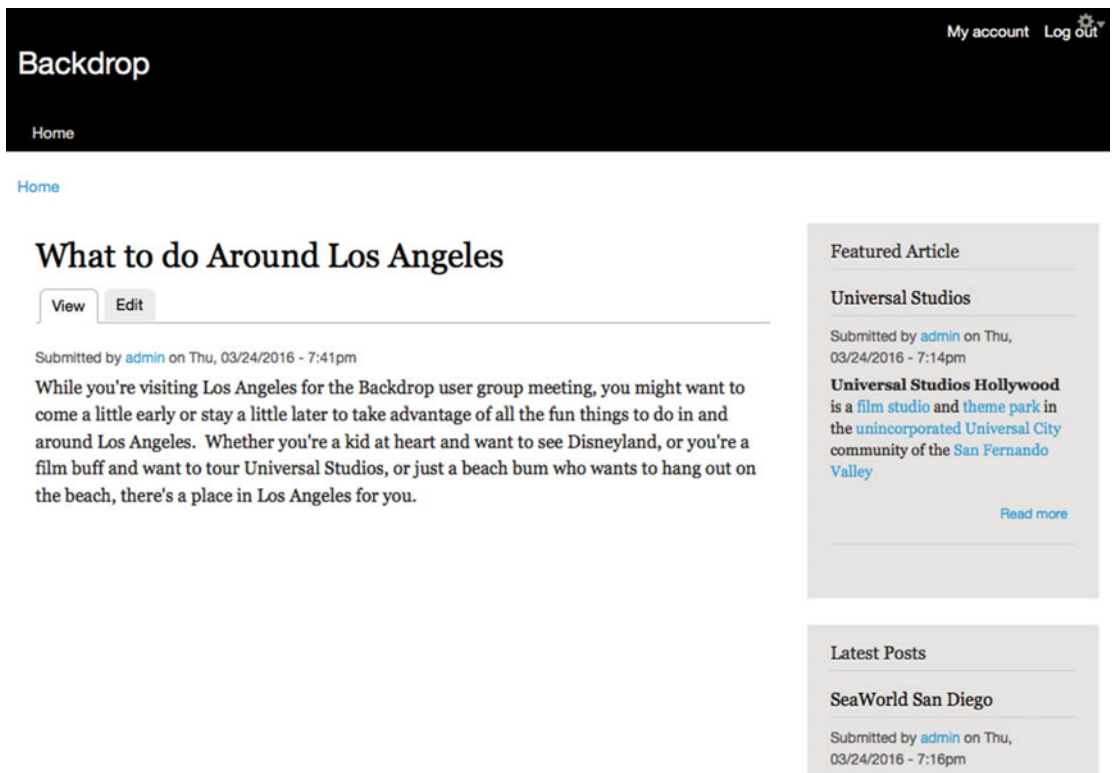 My account Log out
Backdrop
Home
Home
What to do Around Los Angeles
View Edit
Submitted by admin on Thu, 03/24/2016 - 7:41pm
While you're visiting Los Angeles for the Backdrop user group meeting, you might want to
come a little early or stay a little later to take advantage of all the fun things to do in and
around Los Angeles.  Whether you're a kid at heart and want to see Disneyland, or you're a
film buff and want to tour Universal Studios, or just a beach bum who wants to hang out on
the beach, there's a place in Los Angeles for you.
Featured Article
Universal Studios
Submitted by admin on Thu,
03/24/2016 - 7:14pm
Universal Studios Hollywood
is a film studio and theme park in
the unincorporated Universal City
community of the San Fernando
Valley
Read more
Latest Posts
SeaWorld San Diego
Submitted by admin on Thu,
03/24/2016 - 7:16pm